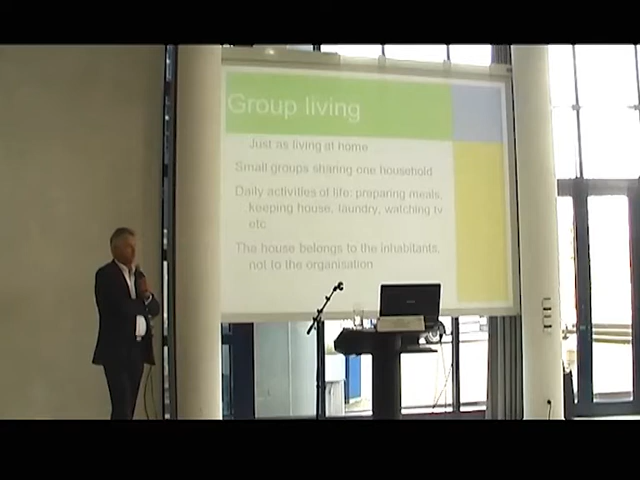 Group living
Just as living at home
Small groups sharing one household
Daily activities of life: preparing meals,
keeping house, laundry, watching tv
etc
The house belongs to the inhabitants,
not to the organisation